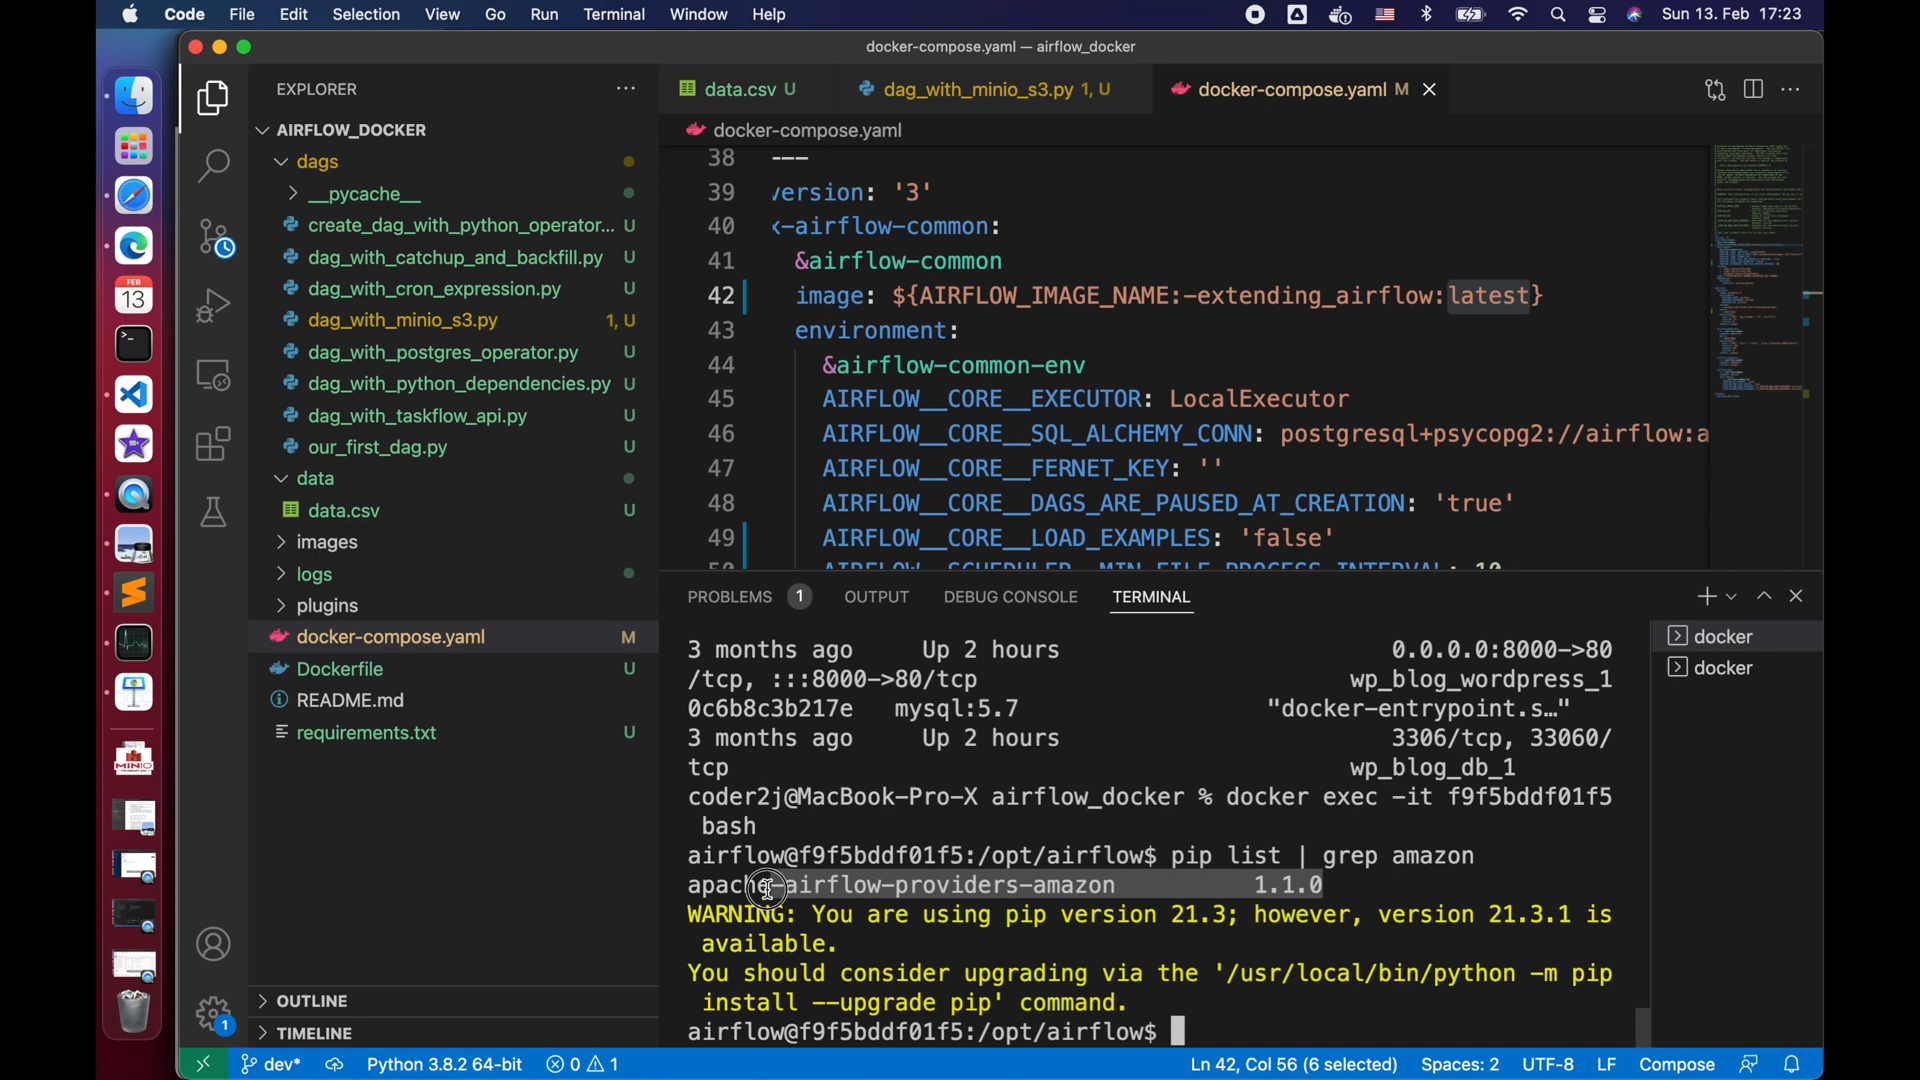 Code File Edit Selection View Go Run Terminal Window Help Sun 13. Feb 17:23
docker-compose.yaml — airflow_docker
EXPLORER
data.csv U
dag_with_minio_s3.py 1, U
docker-compose.yaml M
AIRFLOW_DOCKER
docker-compose.yaml
dags
__pycache__
create_dag_with_python_operator... U
dag_with_catchup_and_backfill.py U
dag_with_cron_expression.py U
dag_with_minio_s3.py 1, U
dag_with_postgres_operator.py U
dag_with_python_dependencies.py U
dag_with_taskflow_api.py U
our_first_dag.py U
data
data.csv U
images
logs
plugins
docker-compose.yaml M
Dockerfile U
README.md
requirements.txt U
OUTLINE
TIMELINE
FEB
13
MINIO
1
38 ---
39 version: '3'
40 x-airflow-common:
41 &airflow-common
42 image: ${AIRFLOW_IMAGE_NAME:-extending_airflow:latest}
43 environment:
44 &airflow-common-env
45 AIRFLOW__CORE__EXECUTOR: LocalExecutor
46 AIRFLOW__CORE__SQL_ALCHEMY_CONN: postgresql+psycopg2://airflow:a
47 AIRFLOW__CORE__FERNET_KEY: ''
48 AIRFLOW__CORE__DAGS_ARE_PAUSED_AT_CREATION: 'true'
49 AIRFLOW__CORE__LOAD_EXAMPLES: 'false'
50 AIRFLOW__SCHEDULER__MIN_FILE_PROCESS_INTERVAL: 10
PROBLEMS 1 OUTPUT DEBUG CONSOLE TERMINAL
3 months ago Up 2 hours 0.0.0.0:8000->80
/tcp, :::8000->80/tcp wp_blog_wordpress_1
0c6b8c3b217e mysql:5.7 "docker-entrypoint.s…"
3 months ago Up 2 hours 3306/tcp, 33060/
tcp wp_blog_db_1
coder2j@MacBook-Pro-X airflow_docker % docker exec -it f9f5bddf01f5
bash
airflow@f9f5bddf01f5:/opt/airflow$ pip list | grep amazon
apache-airflow-providers-amazon 1.1.0
WARNING: You are using pip version 21.3; however, version 21.3.1 is
available.
You should consider upgrading via the '/usr/local/bin/python -m pip
install --upgrade pip' command.
airflow@f9f5bddf01f5:/opt/airflow$
docker
docker
dev* Python 3.8.2 64-bit 0 1 Ln 42, Col 56 (6 selected) Spaces: 2 UTF-8 LF Compose